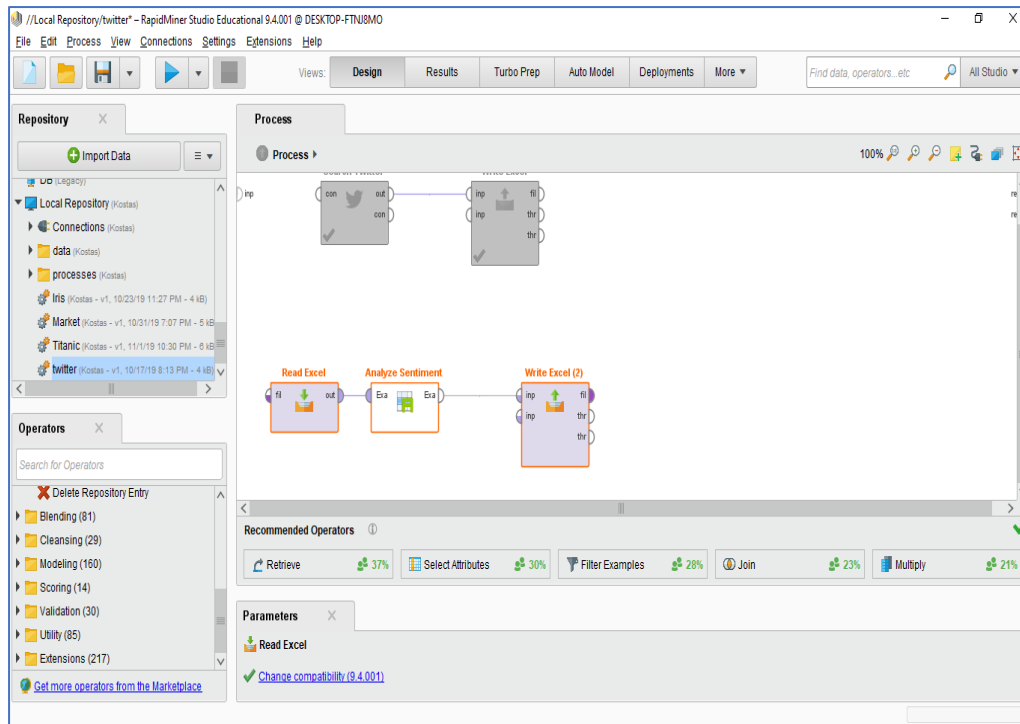 //Local Repository/twitter* – RapidMiner Studio Educational 9.4.001 @ DESKTOP-FTNJ8MO
File Edit Process View Connections Settings Extensions Help
Views: Design Results Turbo Prep Auto Model Deployments More Find data, operators...etc All Studio
Repository
Import Data
DB (Legacy)
Local Repository (Kostas)
Connections (Kostas)
data (Kostas)
processes (Kostas)
Iris (Kostas - v1, 10/23/19 11:27 PM - 4 kB)
Market (Kostas - v1, 10/31/19 7:07 PM - 5 kB
Titanic (Kostas - v1, 11/1/19 10:30 PM - 6 kB
twitter (Kostas - v1, 10/17/19 8:13 PM - 4 kB)
Operators
Search for Operators
Delete Repository Entry
Blending (81)
Cleansing (29)
Modeling (160)
Scoring (14)
Validation (30)
Utility (85)
Extensions (217)
Get more operators from the Marketplace
Process
Process 100%
Search Twitter Write Excel
inp con out inp fil re
con inp thr re
thr
Read Excel Analyze Sentiment Write Excel (2)
fil out Exa Exa inp fil
inp thr
thr
Recommended Operators
Retrieve 37% Select Attributes 30% Filter Examples 28% Join 23% Multiply 21%
Parameters
Read Excel
Change compatibility (9.4.001)